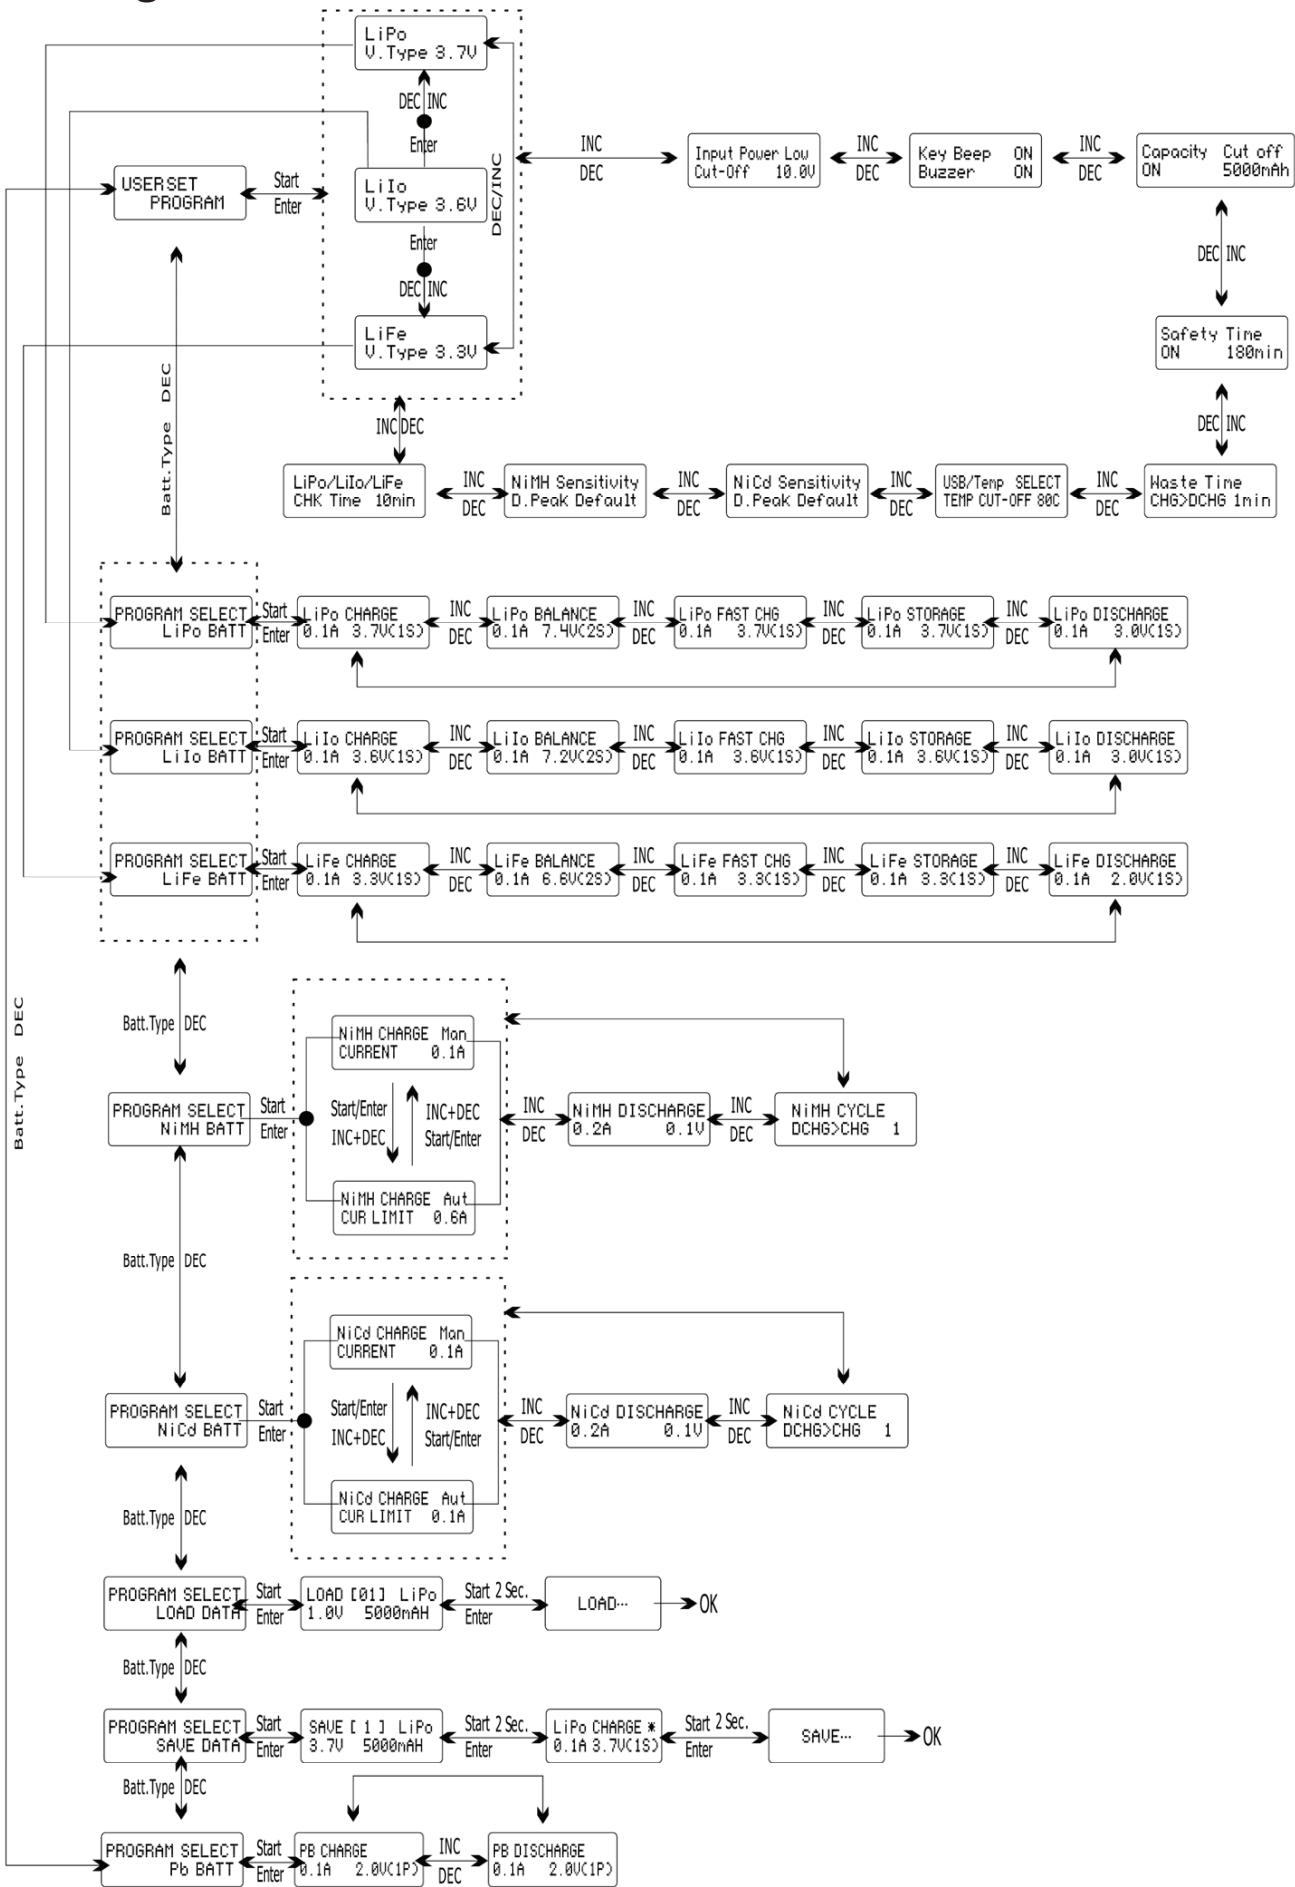 LiPo
V.Type 3.7V
DEC INC
Enter
LiIo
V.Type 3.6V
Enter
DEC INC
LiFe
V.Type 3.3V
DEC/INC
USER SET
PROGRAM
Start
Enter
INC
DEC
Input Power Low
Cut-Off 10.0V
INC
DEC
Key Beep ON
Buzzer ON
INC
DEC
Capacity Cut off
ON 5000mAh
DEC INC
Safety Time
ON 180min
DEC INC
Waste Time
CHG>DCHG 1min
INC
DEC
USB/Temp SELECT
TEMP CUT-OFF 80C
INC
DEC
NiCd Sensitivity
D.Peak Default
INC
DEC
NiMH Sensitivity
D.Peak Default
INC
DEC
LiPo/LiIo/LiFe
CHK Time 10min
INC DEC
Batt.Type DEC
PROGRAM SELECT
LiPo BATT
Start
Enter
LiPo CHARGE
0.1A 3.7V(1S)
INC
DEC
LiPo BALANCE
0.1A 7.4V(2S)
INC
DEC
LiPo FAST CHG
0.1A 3.7V(1S)
INC
DEC
LiPo STORAGE
0.1A 3.7V(1S)
INC
DEC
LiPo DISCHARGE
0.1A 3.0V(1S)
PROGRAM SELECT
LiIo BATT
Start
Enter
LiIo CHARGE
0.1A 3.6V(1S)
INC
DEC
LiIo BALANCE
0.1A 7.2V(2S)
INC
DEC
LiIo FAST CHG
0.1A 3.6V(1S)
INC
DEC
LiIo STORAGE
0.1A 3.6V(1S)
INC
DEC
LiIo DISCHARGE
0.1A 3.0V(1S)
PROGRAM SELECT
LiFe BATT
Start
Enter
LiFe CHARGE
0.1A 3.3V(1S)
INC
DEC
LiFe BALANCE
0.1A 6.6V(2S)
INC
DEC
LiFe FAST CHG
0.1A 3.3(1S)
INC
DEC
LiFe STORAGE
0.1A 3.3(1S)
INC
DEC
LiFe DISCHARGE
0.1A 2.0V(1S)
Batt.Type DEC
Batt.Type DEC
PROGRAM SELECT
NiMH BATT
Start
Enter
NiMH CHARGE Man
CURRENT 0.1A
Start/Enter
INC+DEC
INC+DEC
Start/Enter
NiMH CHARGE Aut
CUR LIMIT 0.6A
INC
DEC
NiMH DISCHARGE
0.2A 0.1V
INC
DEC
NiMH CYCLE
DCHG>CHG 1
Batt.Type DEC
PROGRAM SELECT
NiCd BATT
Start
Enter
NiCd CHARGE Man
CURRENT 0.1A
Start/Enter
INC+DEC
INC+DEC
Start/Enter
NiCd CHARGE Aut
CUR LIMIT 0.1A
INC
DEC
NiCd DISCHARGE
0.2A 0.1V
INC
DEC
NiCd CYCLE
DCHG>CHG 1
Batt.Type DEC
PROGRAM SELECT
LOAD DATA
Start
Enter
LOAD [01] LiPo
1.0V 5000mAH
Start 2 Sec.
Enter
LOAD···
OK
Batt.Type DEC
PROGRAM SELECT
SAVE DATA
Start
Enter
SAVE [ 1 ] LiPo
3.7V 5000mAH
Start 2 Sec.
Enter
LiPo CHARGE *
0.1A 3.7V(1S)
Start 2 Sec.
Enter
SAVE···
OK
Batt.Type DEC
PROGRAM SELECT
Pb BATT
Start
Enter
PB CHARGE
0.1A 2.0V(1P)
INC
DEC
PB DISCHARGE
0.1A 2.0V(1P)